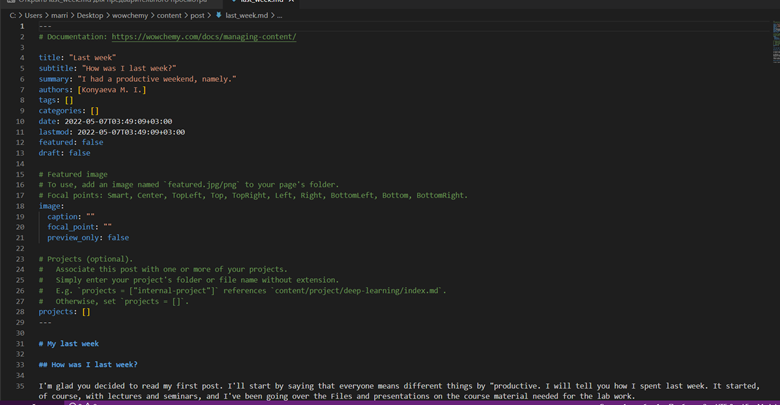 Открыть last_week.md для предварительного просмотра last_week.md
C: > Users > marri > Desktop > wowchemy > content > post > last_week.md > ...
1 ---
2 # Documentation: https://wowchemy.com/docs/managing-content/
3
4 title: "Last week"
5 subtitle: "How was I last week?"
6 summary: "I had a productive weekend, namely."
7 authors: [Konyaeva M. I.]
8 tags: []
9 categories: []
10 date: 2022-05-07T03:49:09+03:00
11 lastmod: 2022-05-07T03:49:09+03:00
12 featured: false
13 draft: false
14
15 # Featured image
16 # To use, add an image named `featured.jpg/png` to your page's folder.
17 # Focal points: Smart, Center, TopLeft, Top, TopRight, Left, Right, BottomLeft, Bottom, BottomRight.
18 image:
19 caption: ""
20 focal_point: ""
21 preview_only: false
22
23 # Projects (optional).
24 # Associate this post with one or more of your projects.
25 # Simply enter your project's folder or file name without extension.
26 # E.g. `projects = ["internal-project"]` references `content/project/deep-learning/index.md`.
27 # Otherwise, set `projects = []`.
28 projects: []
29 ---
30
31 # My last week
32
33 ## How was I last week?
34
35 I'm glad you decided to read my first post. I'll start by saying that everyone means different things by "productive. I will tell you how I spent last week. It started,
of course, with lectures and seminars, and I've been going over the Files and presentations on the course material needed for the lab work.